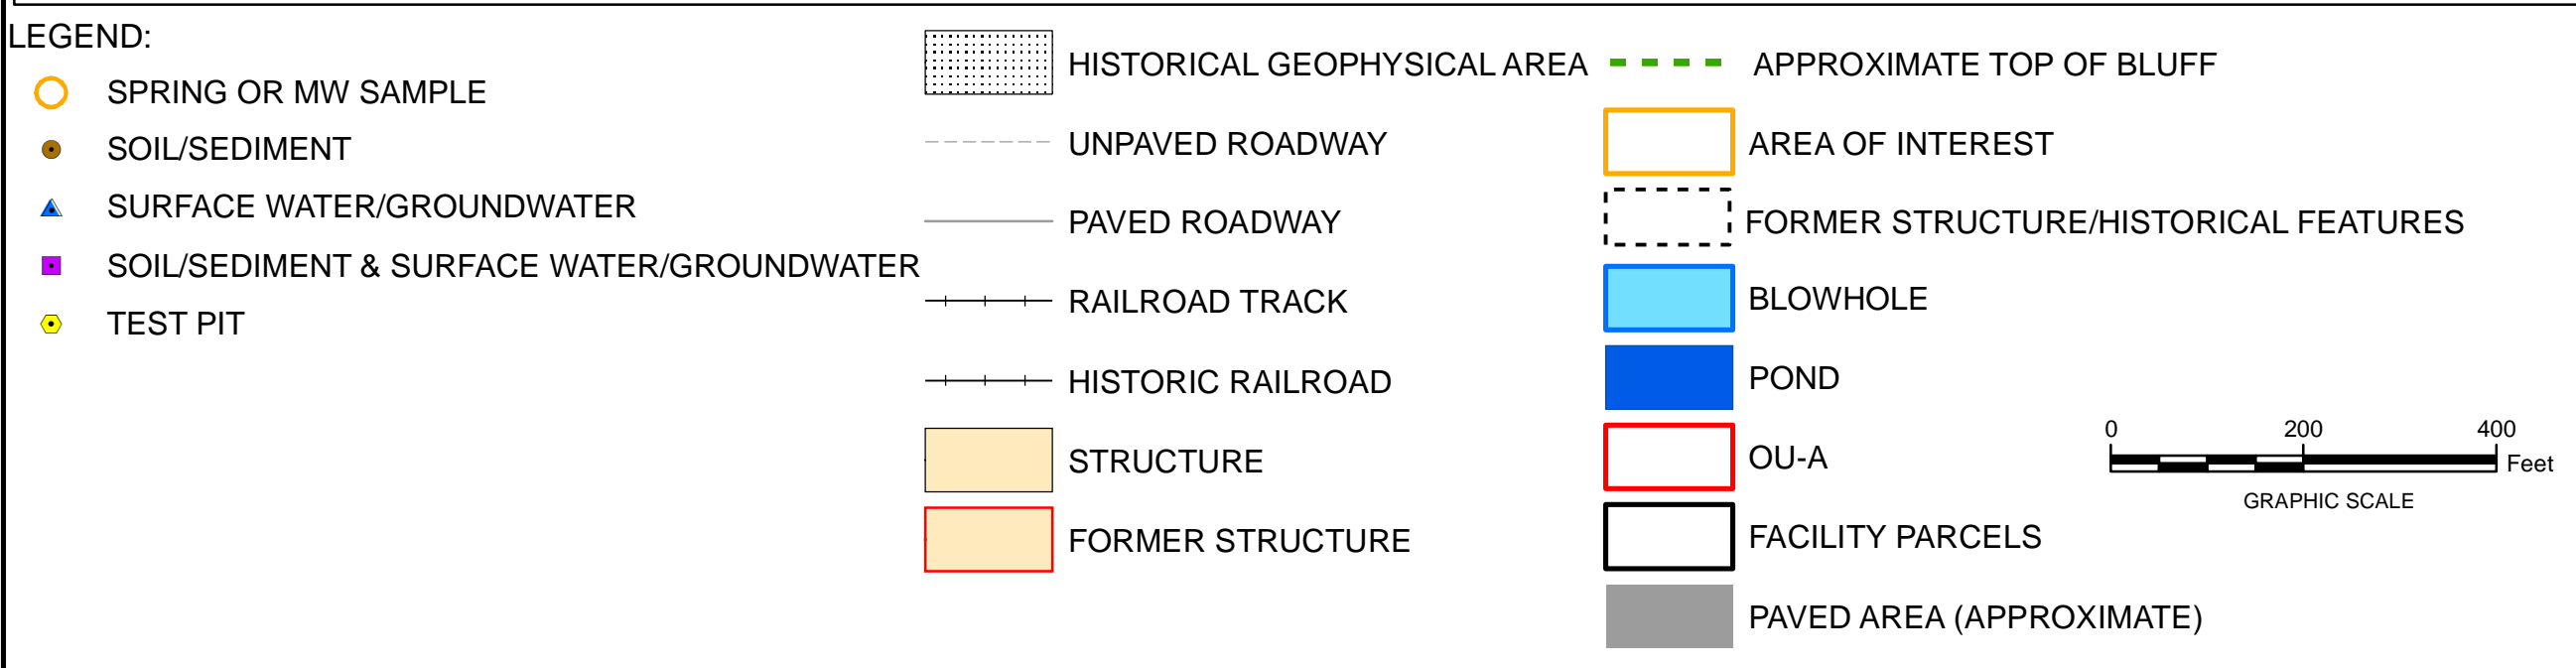 LEGEND:
SPRING OR MW SAMPLE
SOIL/SEDIMENT
SURFACE WATER/GROUNDWATER
SOIL/SEDIMENT & SURFACE WATER/GROUNDWATER
TEST PIT
HISTORICAL GEOPHYSICAL AREA
UNPAVED ROADWAY
PAVED ROADWAY
RAILROAD TRACK
HISTORIC RAILROAD
STRUCTURE
FORMER STRUCTURE
APPROXIMATE TOP OF BLUFF
AREA OF INTEREST
FORMER STRUCTURE/HISTORICAL FEATURES
BLOWHOLE
POND
OU-A
FACILITY PARCELS
PAVED AREA (APPROXIMATE)
0 200 400
Feet
GRAPHIC SCALE